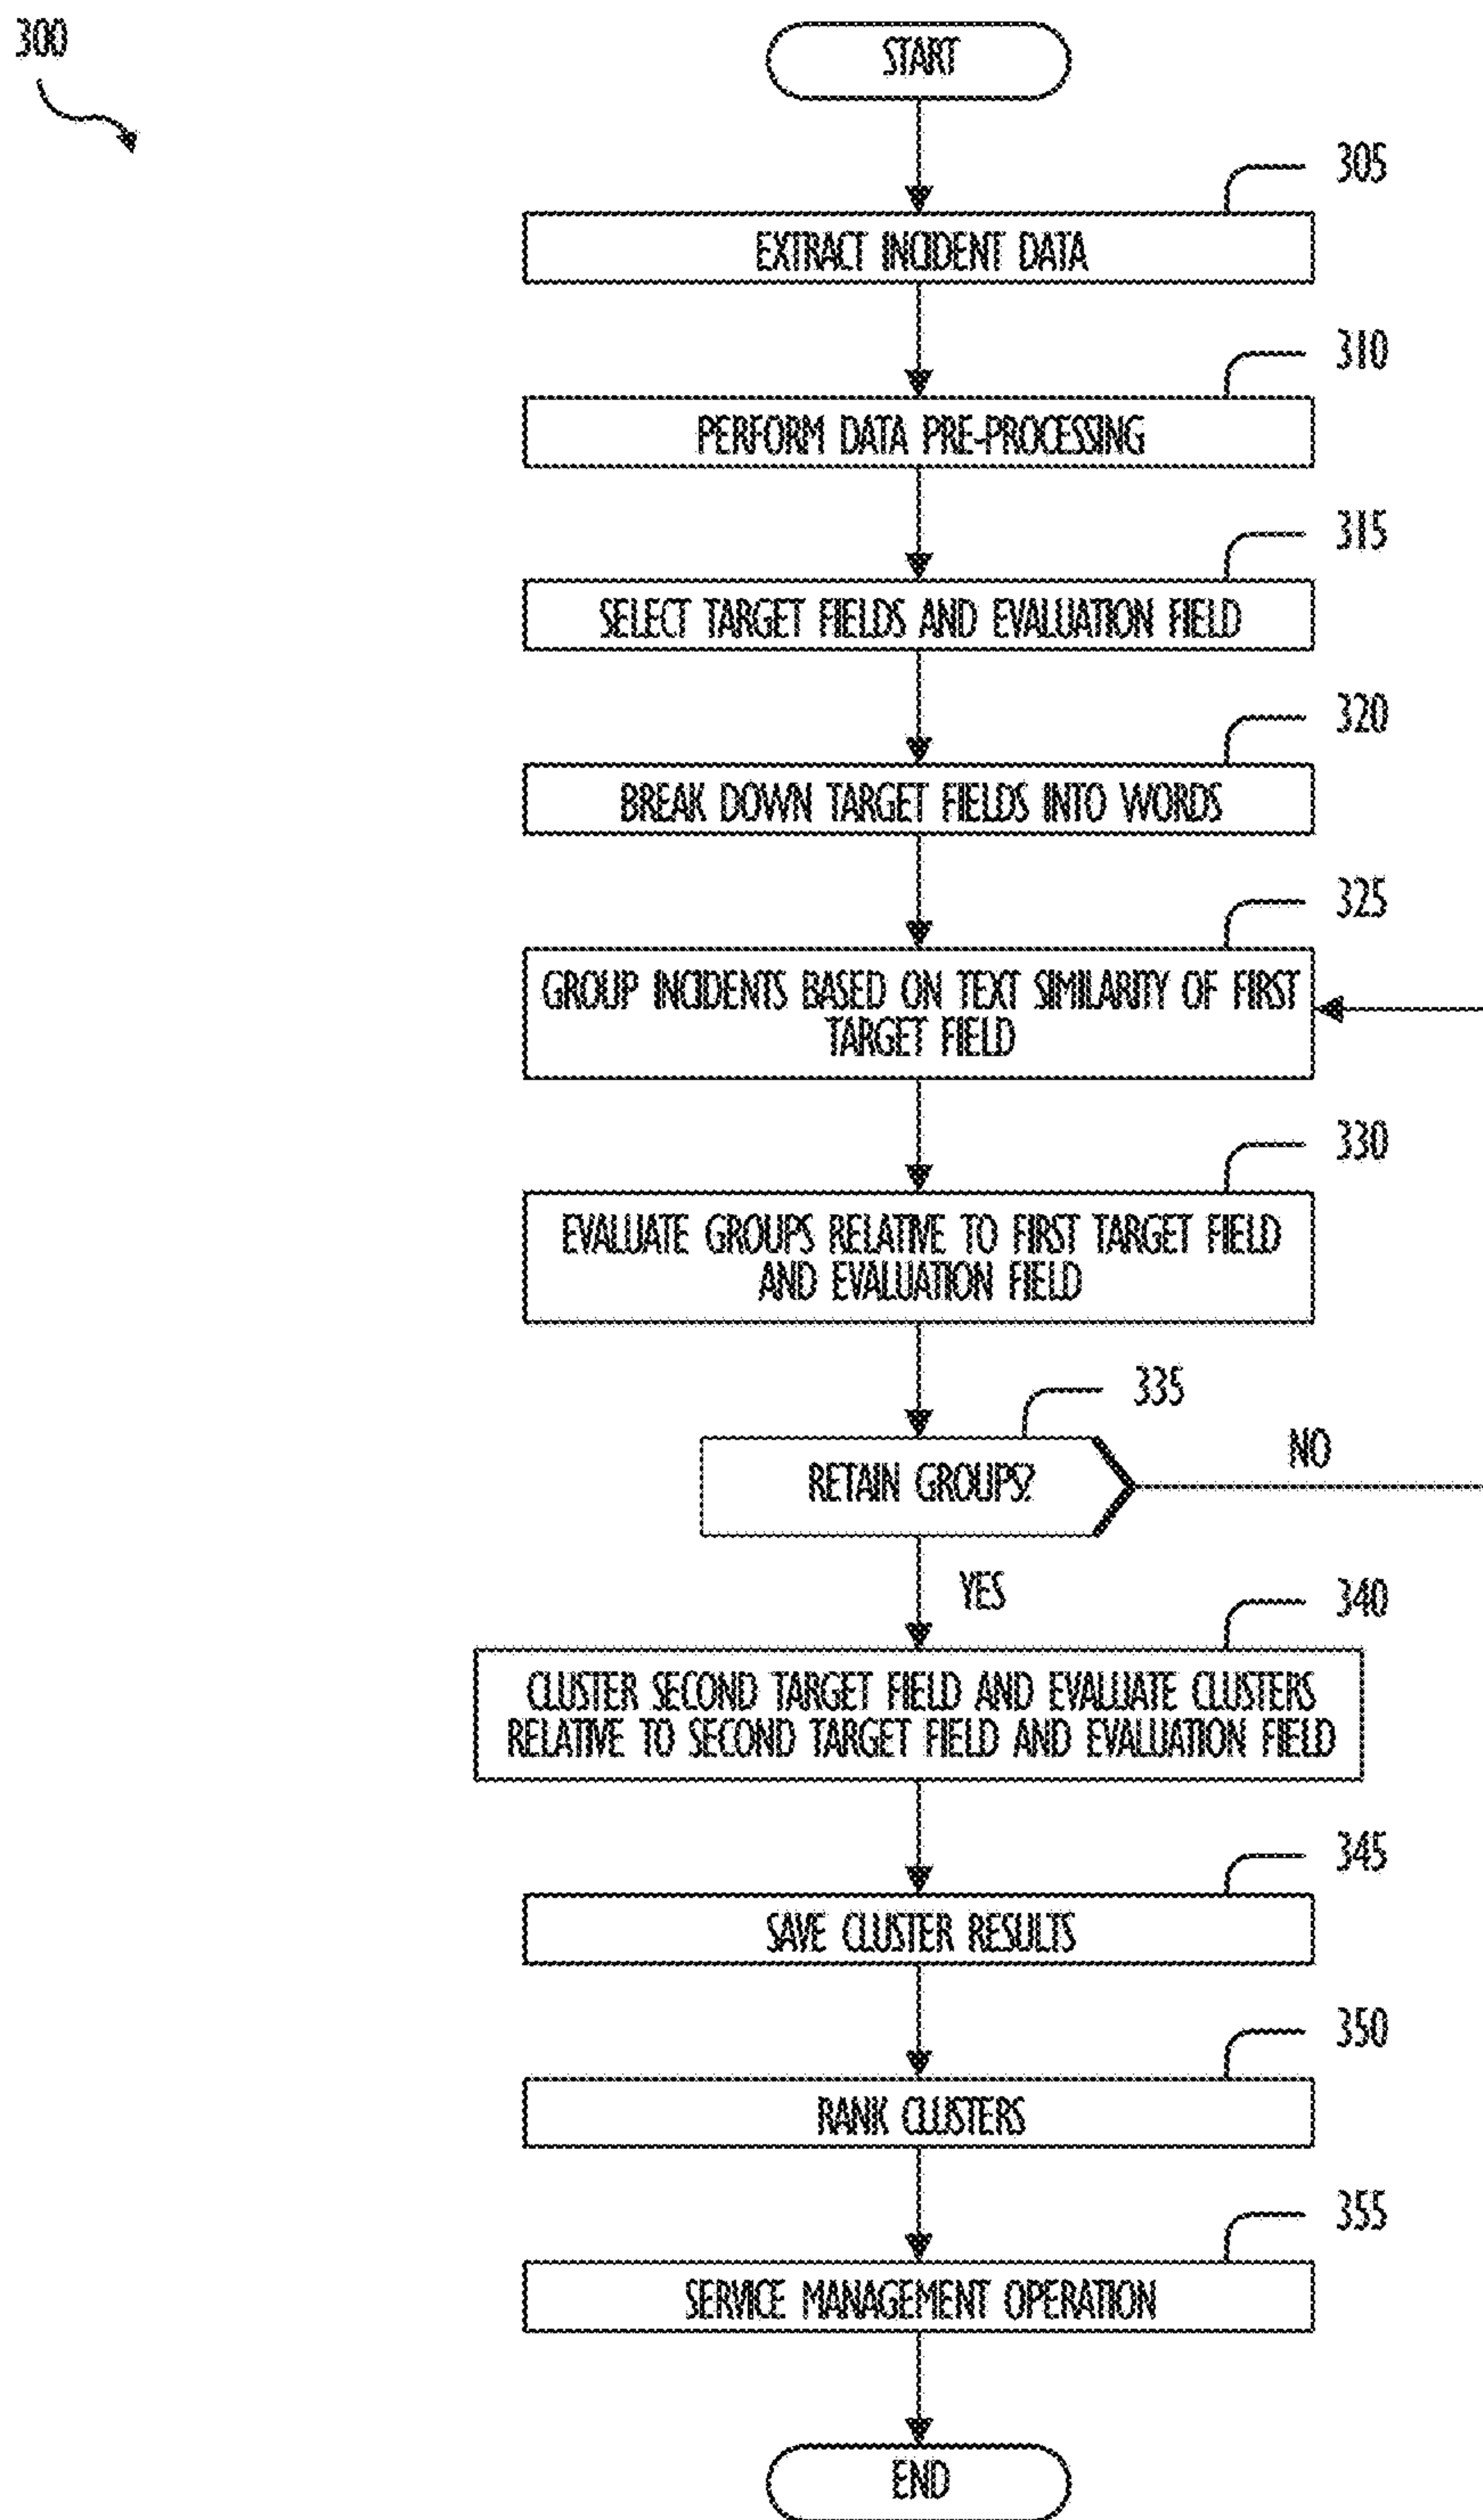 300
START
305
EXTRACT INCIDENT DATA
310
PERFORM DATA PRE-PROCESSING
315
SELECT TARGET FIELDS AND EVALUATION FIELD
320
BREAK DOWN TARGET FIELDS INTO WORDS
325
GROUP INCIDENTS BASED ON TEXT SIMILARITY OF FIRST
TARGET FIELD
330
EVALUATE GROUPS RELATIVE TO FIRST TARGET FIELD
AND EVALUATION FIELD
335
RETAIN GROUPS?
NO
YES
340
CLUSTER SECOND TARGET FIELD AND EVALUATE CLUSTERS
RELATIVE TO SECOND TARGET FIELD AND EVALUATION FIELD
345
SAVE CLUSTER RESULTS
350
RANK CLUSTERS
355
SERVICE MANAGEMENT OPERATION
END